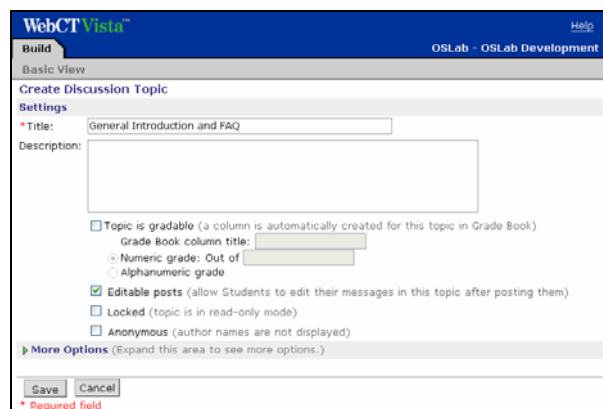 WebCT Vista™ Help
Build OSLab - OSLab Development
Basic View
Create Discussion Topic
Settings
*Title: General Introduction and FAQ
Description:
Topic is gradable (a column is automatically created for this topic in Grade Book)
Grade Book column title:
Numeric grade: Out of
Alphanumeric grade
Editable posts (allow Students to edit their messages in this topic after posting them)
Locked (topic is in read-only mode)
Anonymous (author names are not displayed)
More Options (Expand this area to see more options.)
Save Cancel
* Required field